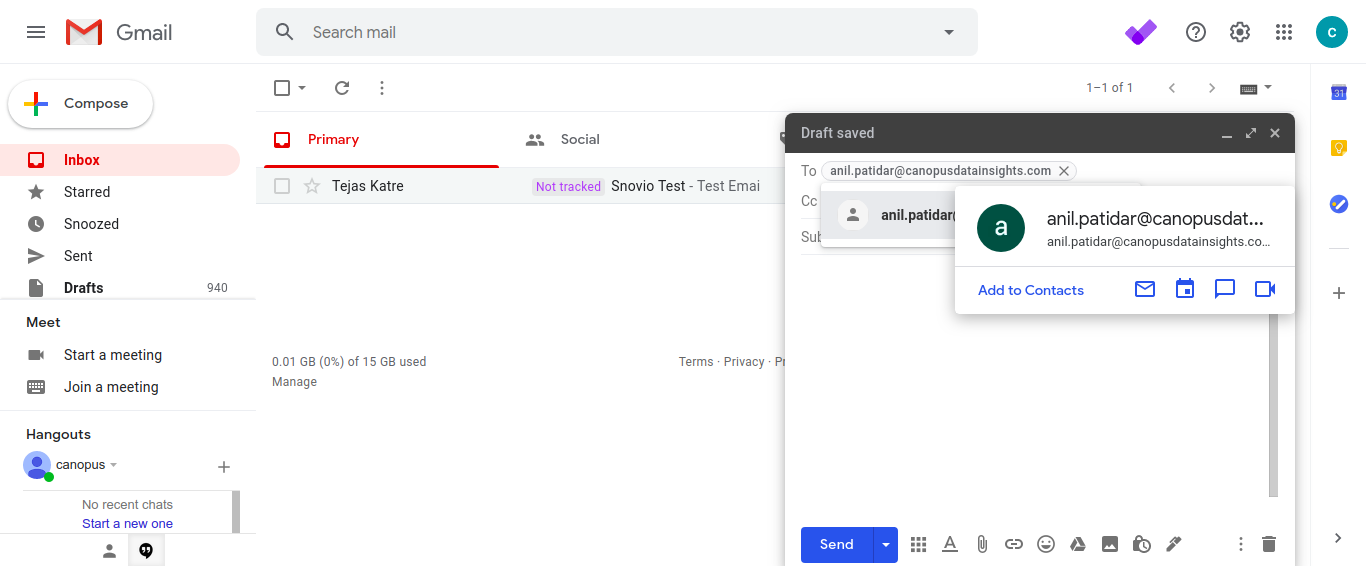 Gmail
Search mail
C
Compose
1–1 of 1
31
Inbox
Starred
Snoozed
Sent
Drafts 940
Primary
Social
Tejas Katre Not tracked Snovio Test - Test Emai
0.01 GB (0%) of 15 GB used
Manage
Terms · Privacy · Pr
Meet
Start a meeting
Join a meeting
Hangouts
canopus
No recent chats
Start a new one
Draft saved
To anil.patidar@canopusdatainsights.com
Cc
anil.patidar@
Sub
a
anil.patidar@canopusdat...
anil.patidar@canopusdatainsights.co...
Add to Contacts
Send